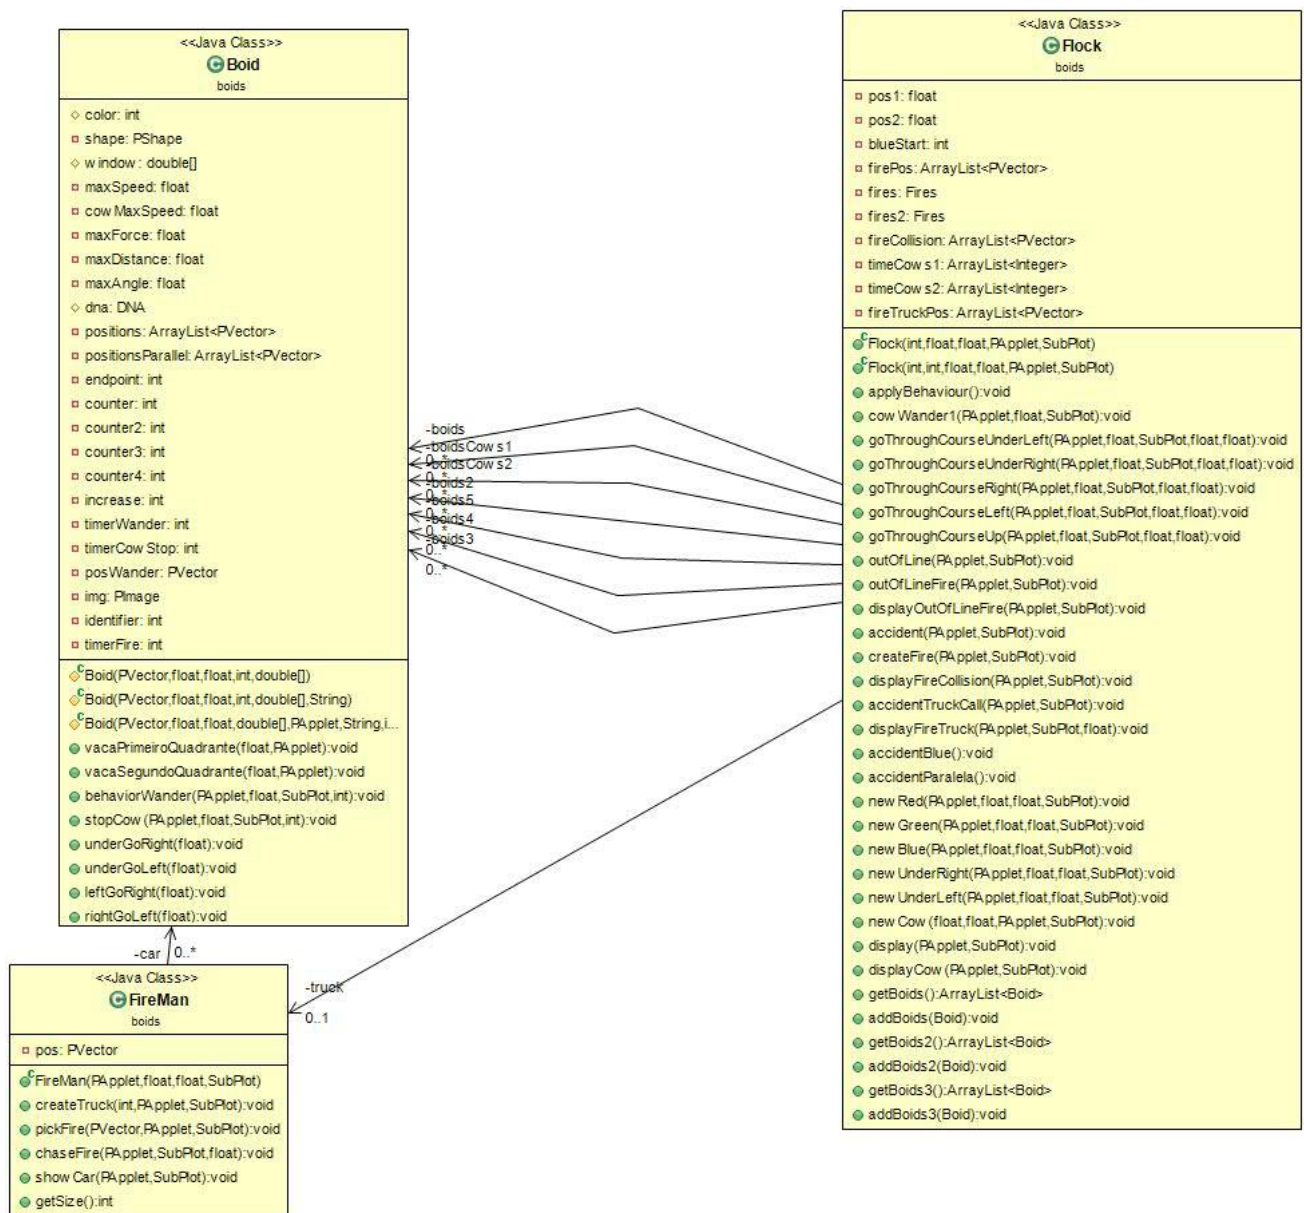 <<Java Class>>
Boid
boids
color: int
shape: PShape
window: double[]
maxSpeed: float
cowMaxSpeed: float
maxForce: float
maxDistance: float
maxAngle: float
dna: DNA
positions: ArrayList<PVector>
positionsParallel: ArrayList<PVector>
endpoint: int
counter: int
counter2: int
counter3: int
counter4: int
increase: int
timerWander: int
timerCowStop: int
posWander: PVector
img: PImage
identifier: int
timerFire: int
Boid(PVector,float,float,int,double[])
Boid(PVector,float,float,int,double[],String)
Boid(PVector,float,float,double[],PApplet,String,i...
vacaPrimeiroQuadrante(float,PApplet):void
vacaSegundoQuadrante(float,PApplet):void
behaviorWander(PApplet,float,SubPlot,int):void
stopCow(PApplet,float,SubPlot,int):void
underGoRight(float):void
underGoLeft(float):void
leftGoRight(float):void
rightGoLeft(float):void
-car
0..*
<<Java Class>>
FireMan
boids
pos: PVector
FireMan(PApplet,float,float,SubPlot)
createTruck(int,PApplet,SubPlot):void
pickFire(PVector,PApplet,SubPlot):void
chaseFire(PApplet,SubPlot,float):void
showCar(PApplet,SubPlot):void
getSize():int
-boids
-boidsCows1
0..*
-boidsCows2
0..*
-boids2
0..*
-boids5
0..*
-boids4
0..*
-boids3
0..*
0..*
-truck
0..1
<<Java Class>>
Flock
boids
pos1: float
pos2: float
blueStart: int
firePos: ArrayList<PVector>
fires: Fires
fires2: Fires
fireCollision: ArrayList<PVector>
timeCows1: ArrayList<Integer>
timeCows2: ArrayList<Integer>
fireTruckPos: ArrayList<PVector>
Flock(int,float,float,PApplet,SubPlot)
Flock(int,int,float,float,PApplet,SubPlot)
applyBehaviour():void
cowWander1(PApplet,float,SubPlot):void
goThroughCourseUnderLeft(PApplet,float,SubPlot,float,float):void
goThroughCourseUnderRight(PApplet,float,SubPlot,float,float):void
goThroughCourseRight(PApplet,float,SubPlot,float,float):void
goThroughCourseLeft(PApplet,float,SubPlot,float,float):void
goThroughCourseUp(PApplet,float,SubPlot,float,float):void
outOfLine(PApplet,SubPlot):void
outOfLineFire(PApplet,SubPlot):void
displayOutOfLineFire(PApplet,SubPlot):void
accident(PApplet,SubPlot):void
createFire(PApplet,SubPlot):void
displayFireCollision(PApplet,SubPlot):void
accidentTruckCall(PApplet,SubPlot):void
displayFireTruck(PApplet,SubPlot,float):void
accidentBlue():void
accidentParalela():void
newRed(PApplet,float,float,SubPlot):void
newGreen(PApplet,float,float,SubPlot):void
newBlue(PApplet,float,float,SubPlot):void
newUnderRight(PApplet,float,float,SubPlot):void
newUnderLeft(PApplet,float,float,SubPlot):void
newCow(float,float,PApplet,SubPlot):void
display(PApplet,SubPlot):void
displayCow(PApplet,SubPlot):void
getBoids():ArrayList<Boid>
addBoids(Boid):void
getBoids2():ArrayList<Boid>
addBoids2(Boid):void
getBoids3():ArrayList<Boid>
addBoids3(Boid):void